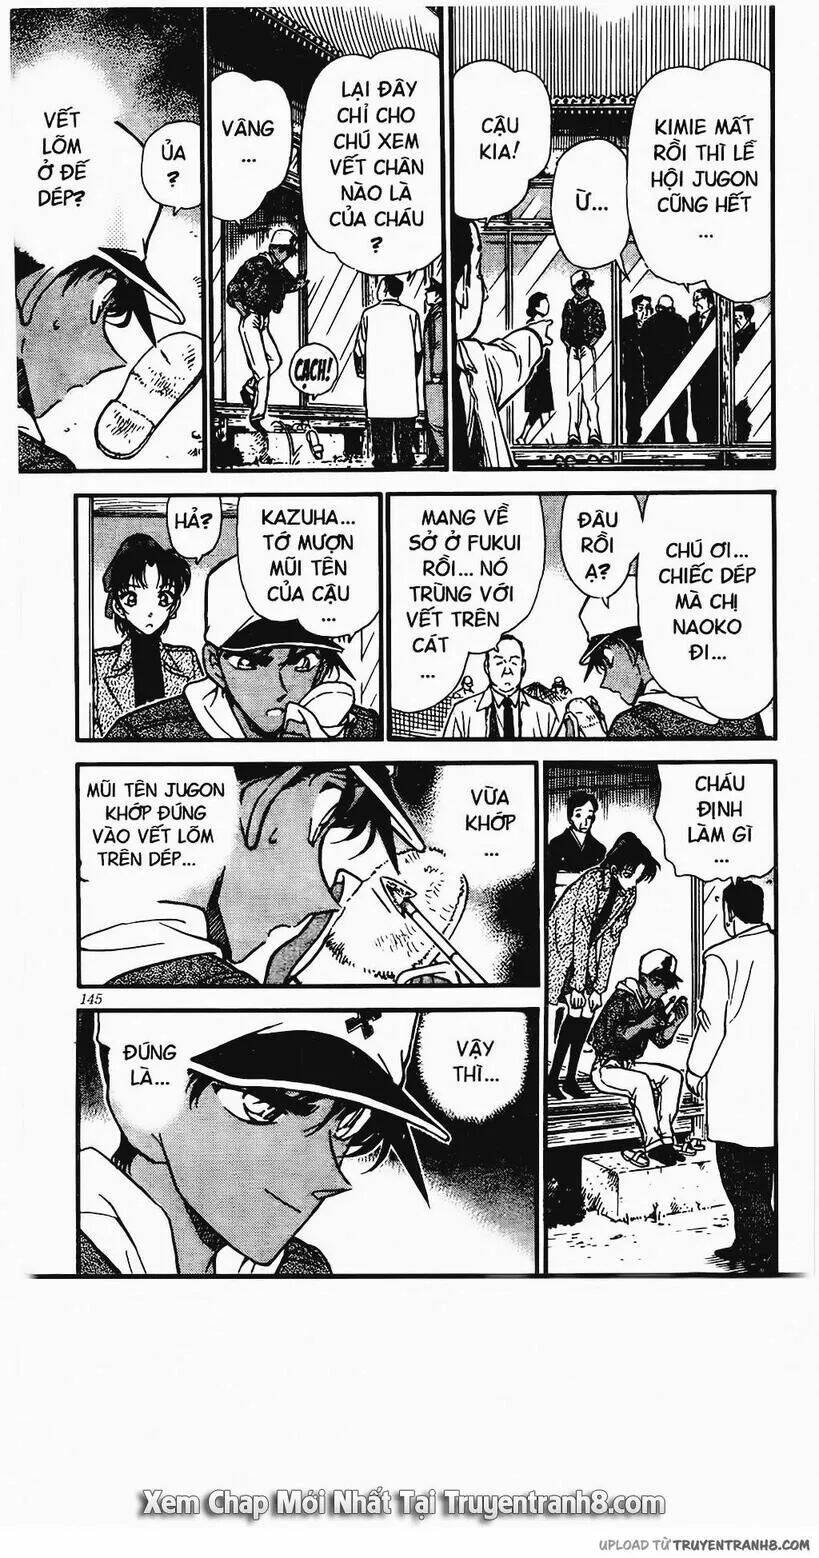 KIMIE MẤT
RỒI THÌ LỄ
HỘI JUGON
CŨNG HẾT
...
Ừ...
CẬU
KIA!
LẠI ĐÂY
CHỈ CHO
CHÚ XEM
VẾT CHÂN
NÀO LÀ
CỦA CHÁU
?
VÂNG
...
CẠCH!
ỦA
?
VẾT
LÕM
Ở ĐẾ
DÉP?
CHÚ ƠI...
CHIẾC DÉP
MÀ CHỊ
NAOKO
ĐI...
ĐÂU
RỒI
Ạ?
MANG VỀ
SỞ Ở FUKUI
RỒI... NÓ
TRÙNG VỚI
VẾT TRÊN
CÁT
...
KAZUHA...
TỚ MƯỢN
MŨI TÊN
CỦA CẬU
...
HẢ?
CHÁU
ĐỊNH
LÀM GÌ
...
VỪA
KHỚP
...
MŨI TÊN JUGON
KHỚP ĐÚNG
VÀO VẾT LÕM
TRÊN DÉP...
145
VẬY
THÌ...
ĐÚNG
LÀ...
Xem Chap Mới Nhất Tại Truyentranh8.com
UPLOAD TỪ TRUYENTRANH8.COM